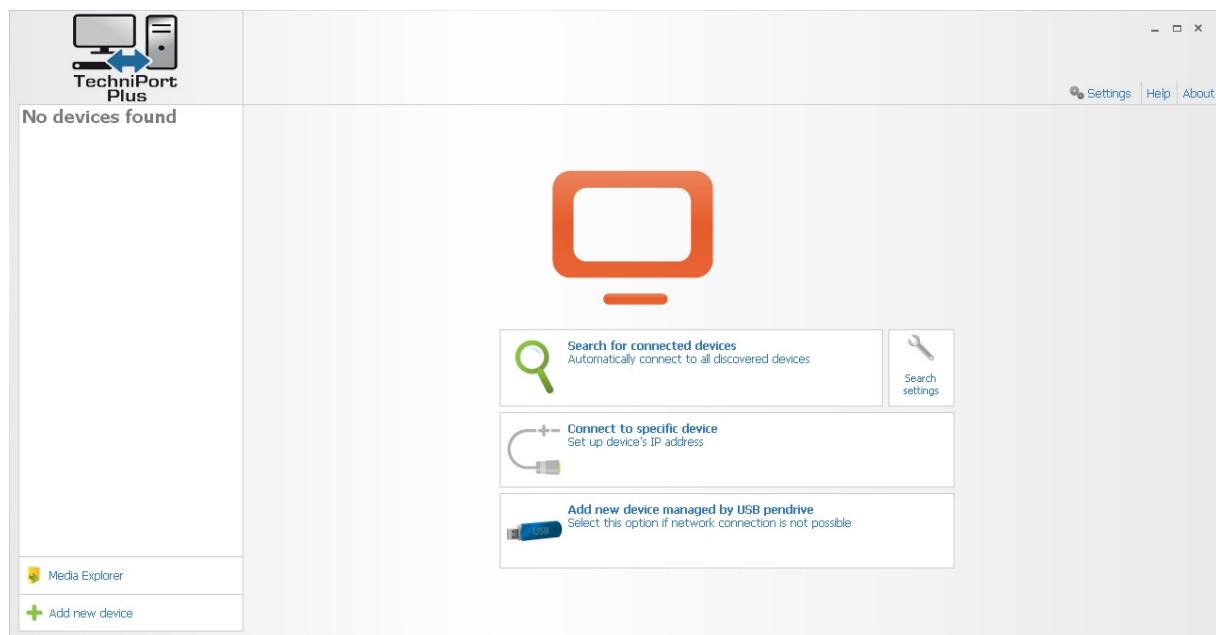 TechniPort
Plus
Settings Help About
No devices found
Search for connected devices
Automatically connect to all discovered devices
Search
settings
Connect to specific device
Set up device's IP address
Add new device managed by USB pendrive
Select this option if network connection is not possible
USB
Media Explorer
Add new device